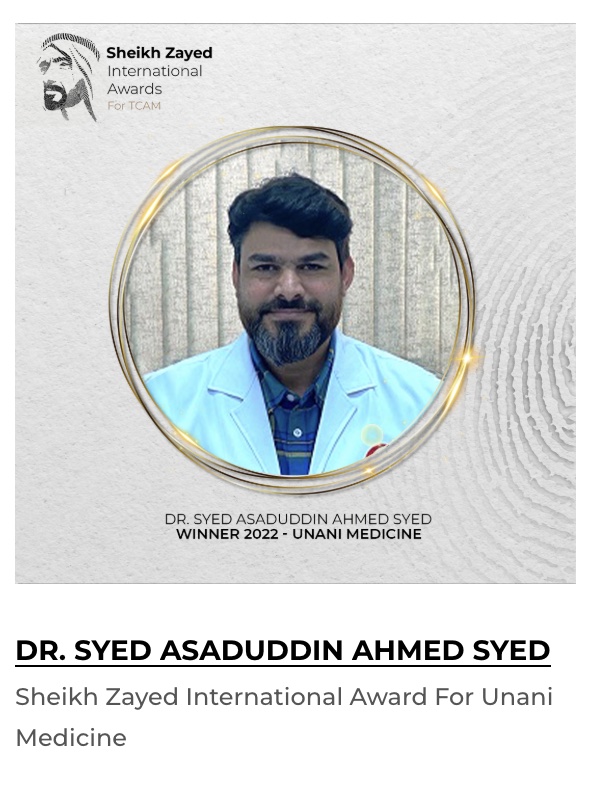 Sheikh Zayed
International
Awards
For TCAM
DR. SYED ASADUDDIN AHMED SYED
WINNER 2022 - UNANI MEDICINE
DR. SYED ASADUDDIN AHMED SYED
Sheikh Zayed International Award For Unani
Medicine